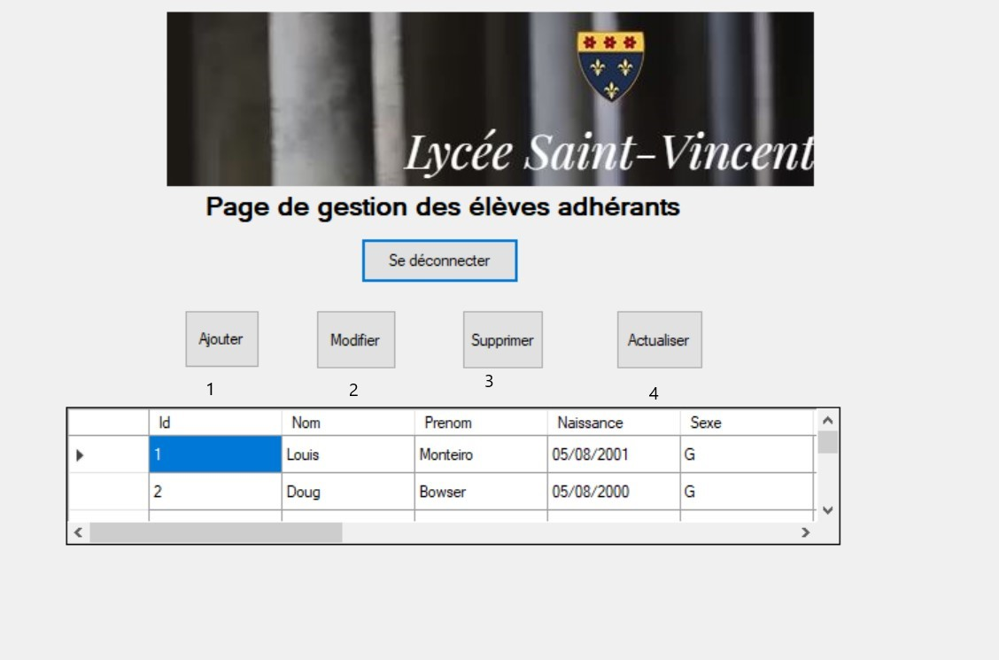 Lycée Saint-Vincent
Page de gestion des élèves adhérants
Se déconnecter
Ajouter Modifier Supprimer Actualiser
1 2 3 4
Id Nom Prenom Naissance Sexe
1 Louis Monteiro 05/08/2001 G
2 Doug Bowser 05/08/2000 G